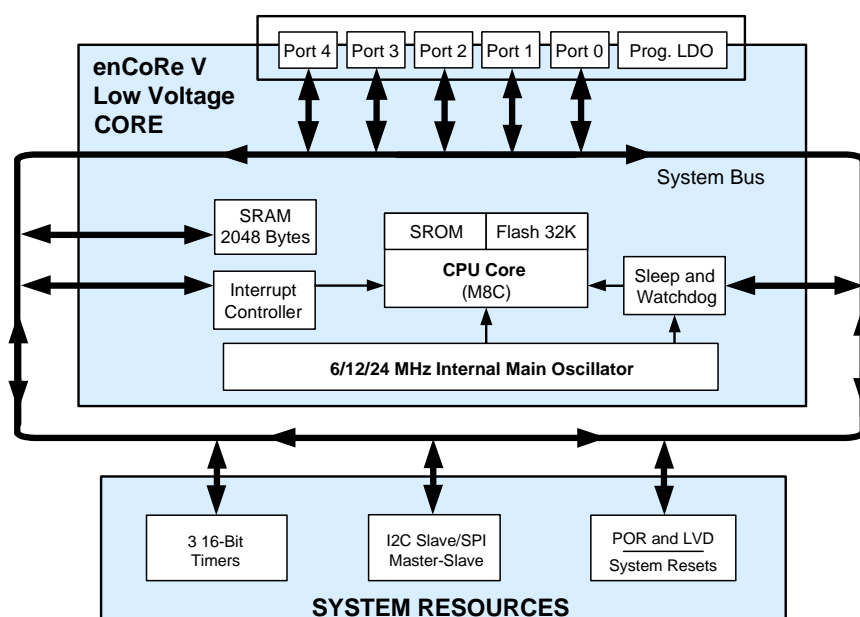 Port 4 Port 3 Port 2 Port 1 Port 0 Prog. LDO
enCoRe V
Low Voltage
CORE
System Bus
SRAM
2048 Bytes
SROM Flash 32K
CPU Core
(M8C)
Interrupt
Controller
Sleep and
Watchdog
6/12/24 MHz Internal Main Oscillator
3 16-Bit
Timers
I2C Slave/SPI
Master-Slave
POR and LVD
System Resets
SYSTEM RESOURCES